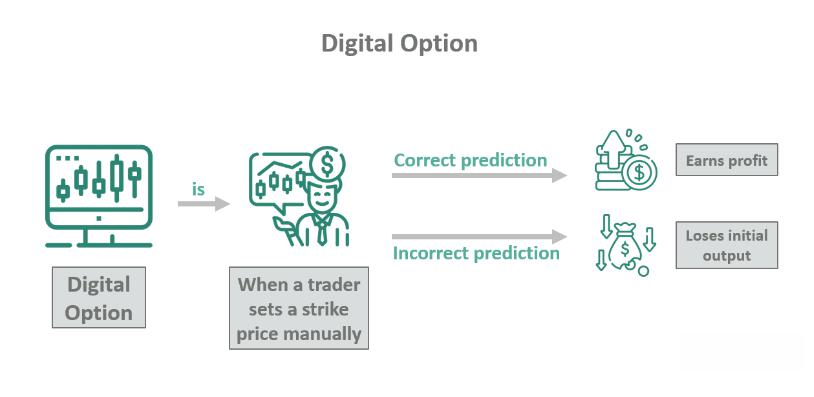 Digital Option
is
Digital
Option
When a trader
sets a strike
price manually
Correct prediction
Incorrect prediction
Earns profit
Loses initial
output